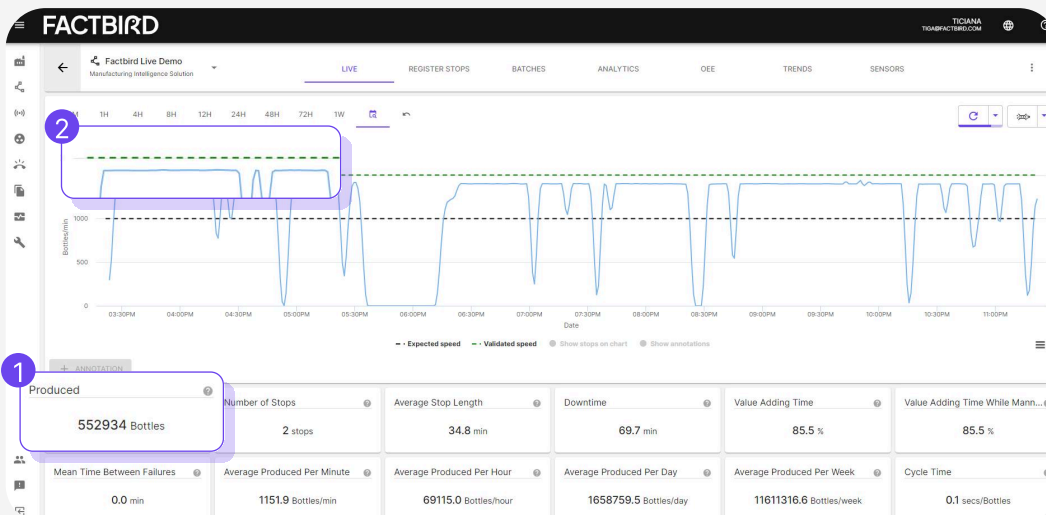 FACTBIRD
TICIANA
TIGA@FACTBIRD.COM
Factbird Live Demo
Manufacturing Intelligence Solution
LIVE
REGISTER STOPS
BATCHES
ANALYTICS
OEE
TRENDS
SENSORS
1H 4H 8H 12H 24H 48H 72H 1W
2
Bottles/min
1000
500
0
03:30PM 04:00PM 04:30PM 05:00PM 05:30PM 06:00PM 06:30PM 07:00PM 07:30PM 08:00PM 08:30PM 09:00PM 09:30PM 10:00PM 10:30PM 11:00PM
Date
Expected speed Validated speed Show stops on chart Show annotations
+ ANNOTATION
1
Produced
552934 Bottles
Number of Stops
2 stops
Average Stop Length
34.8 min
Downtime
69.7 min
Value Adding Time
85.5 %
Value Adding Time While Mann...
85.5 %
Mean Time Between Failures
0.0 min
Average Produced Per Minute
1151.9 Bottles/min
Average Produced Per Hour
69115.0 Bottles/hour
Average Produced Per Day
1658759.5 Bottles/day
Average Produced Per Week
11611316.6 Bottles/week
Cycle Time
0.1 secs/Bottles